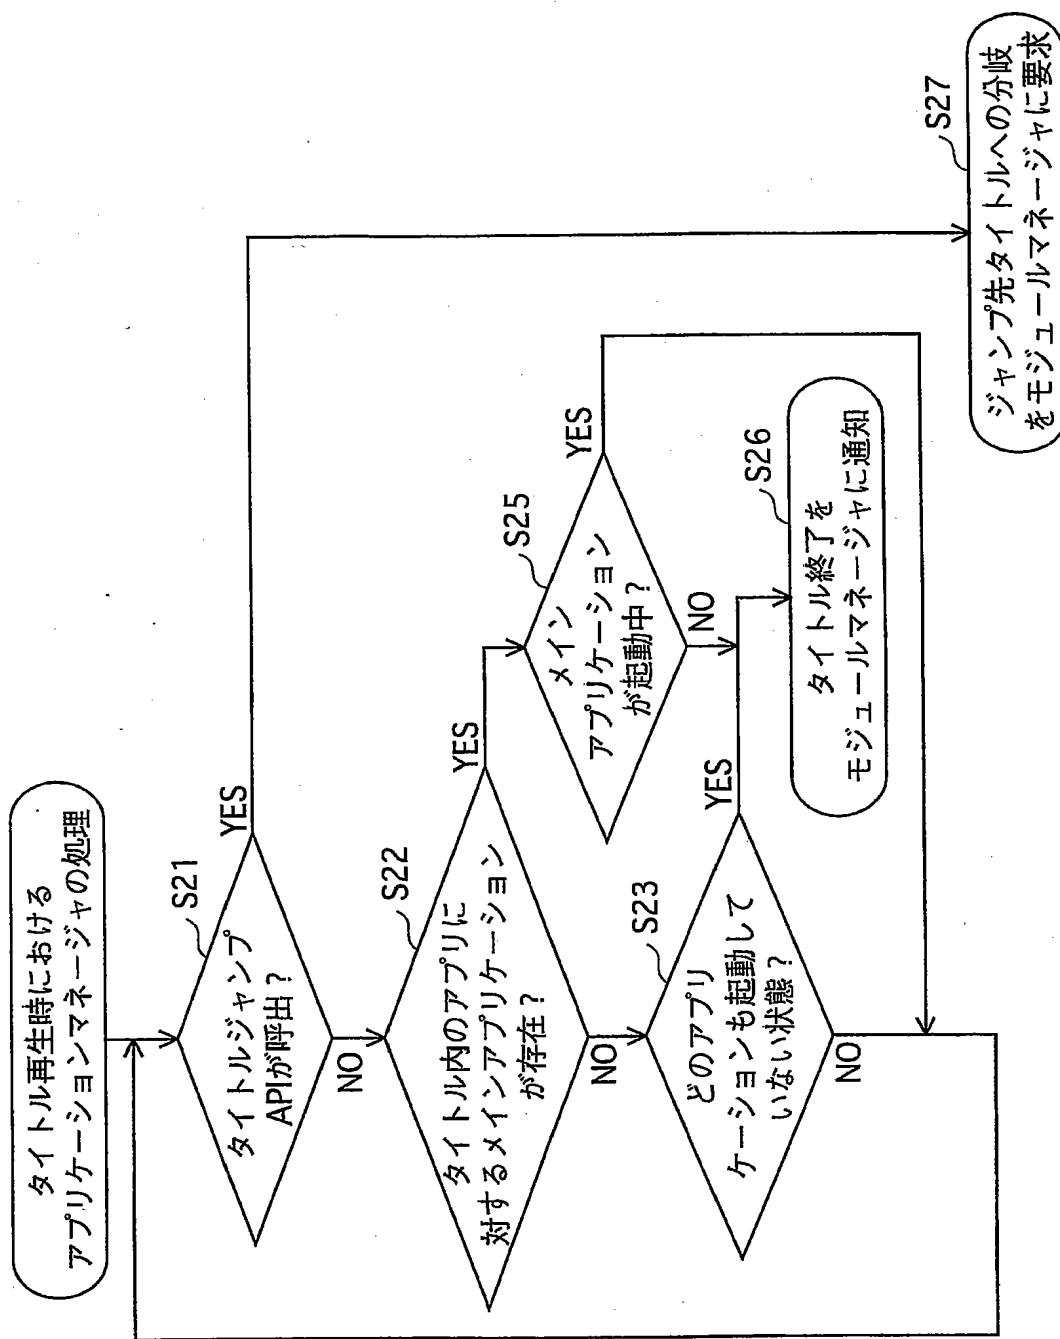 タイトル再生時における
アプリケーションマネージャの処理
S21
タイトルジャンプ
APIが呼出？
YES
NO
S22
タイトル内のアプリに
対するメインアプリケーション
が存在？
YES
NO
S25
メイン
アプリケーション
が起動中？
YES
NO
S23
どのアプリ
ケーションも起動して
いない状態？
YES
NO
S26
タイトル終了を
モジュールマネージャに通知
S27
ジャンプ先タイトルへの分岐
をモジュールマネージャに要求